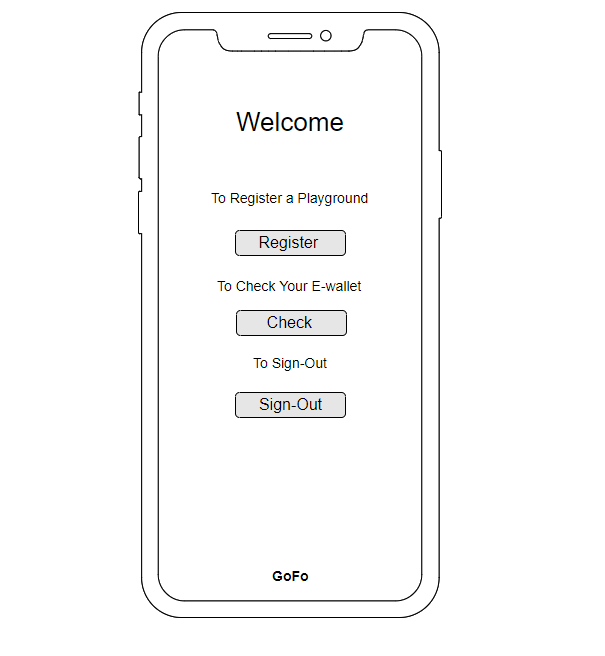 Welcome
To Register a Playground
Register
To Check Your E-wallet
Check
To Sign-Out
Sign-Out
GoFo